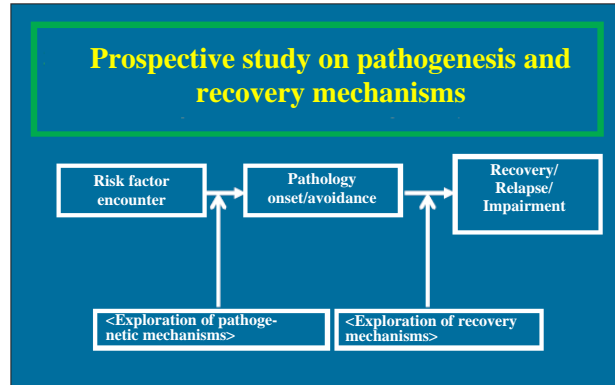 Prospective study on pathogenesis and
recovery mechanisms
Risk factor
encounter
Pathology
onset/avoidance
Recovery/
Relapse/
Impairment
<Exploration of pathoge-
netic mechanisms>
<Exploration of recovery
mechanisms>